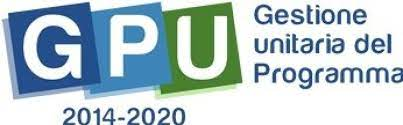 GPU
Gestione
unitaria del
Programma
2014-2020